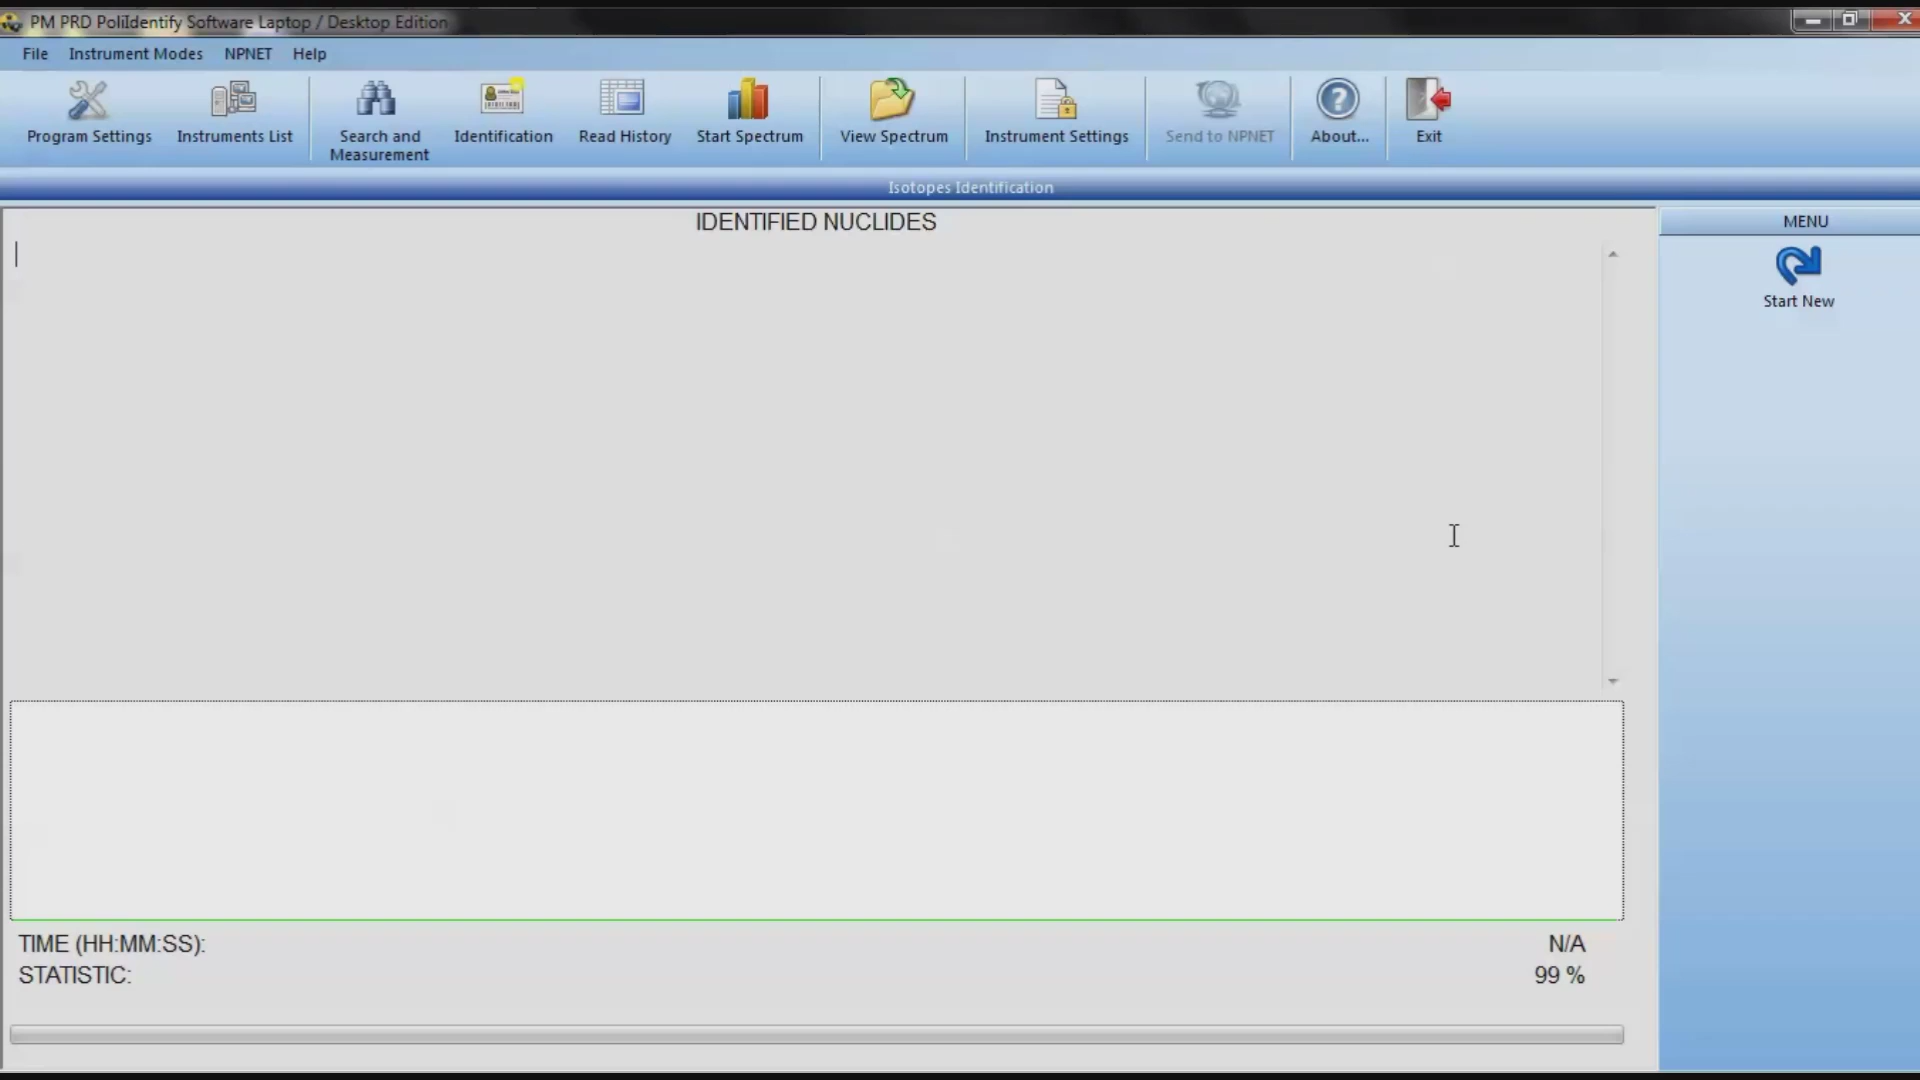 PM PRD PoliIdentify Software Laptop / Desktop Edition
File Instrument Modes NPNET Help
Program Settings
Instruments List
Search and
Measurement
Identification
Read History
Start Spectrum
View Spectrum
Instrument Settings
Send to NPNET
About...
Exit
Isotopes Identification
IDENTIFIED NUCLIDES
MENU
Start New
TIME (HH:MM:SS): N/A
STATISTIC: 99 %